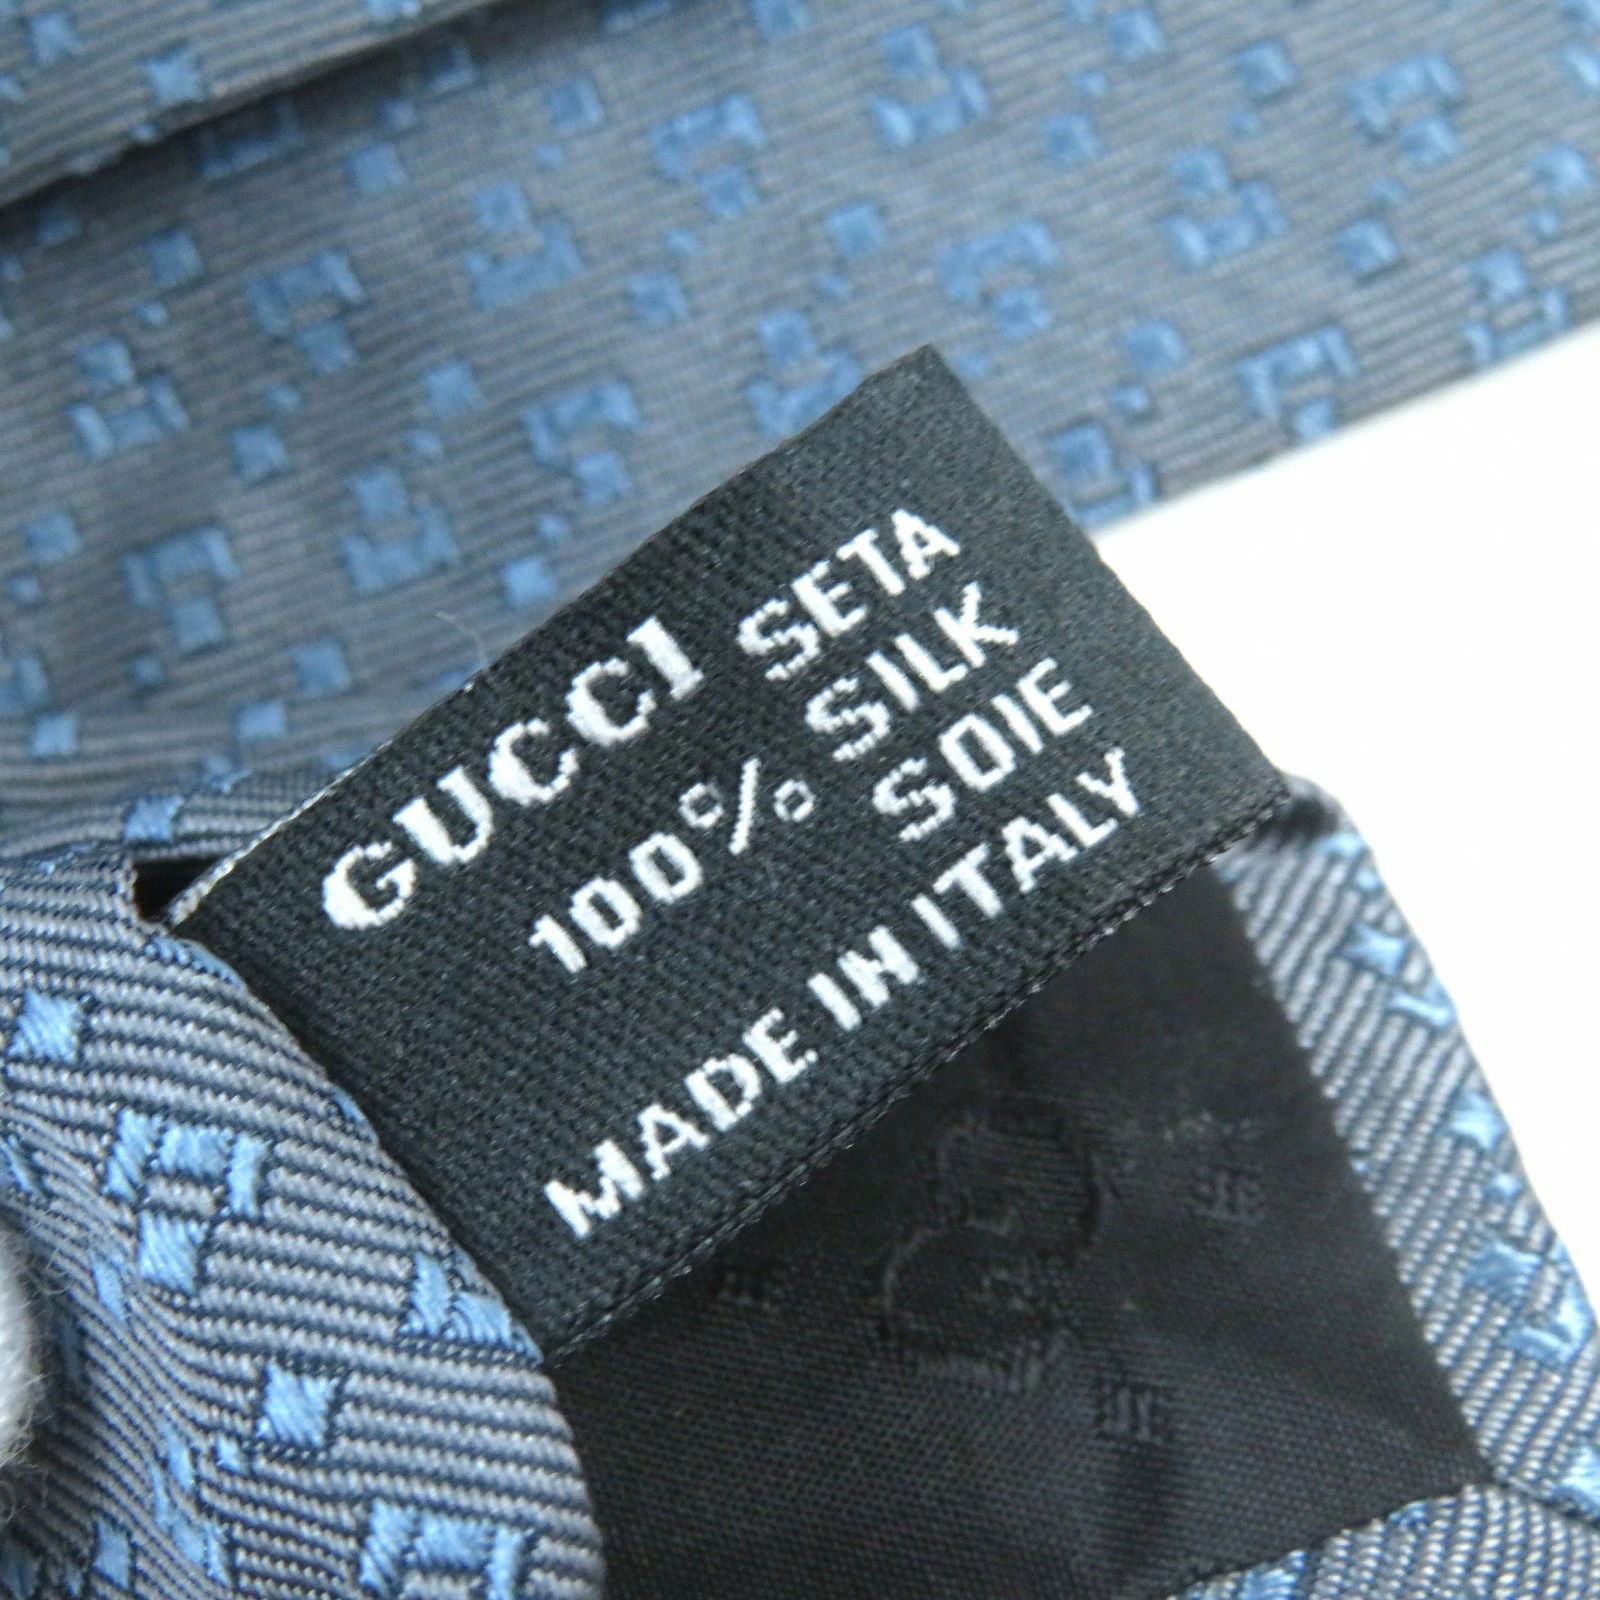 GUCCI SETA
100% SILK
SOIE
MADE IN ITALY